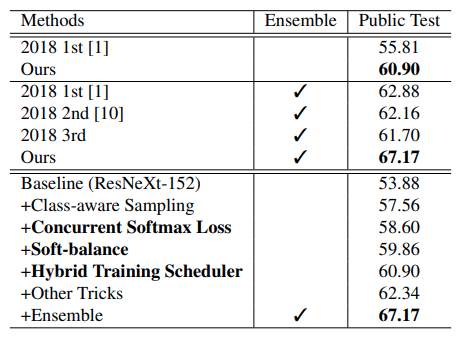 Methods Ensemble Public Test
2018 1st [1] 55.81
Ours 60.90
2018 1st [1] ✓ 62.88
2018 2nd [10] ✓ 62.16
2018 3rd ✓ 61.70
Ours ✓ 67.17
Baseline (ResNeXt-152) 53.88
+Class-aware Sampling 57.56
+Concurrent Softmax Loss 58.60
+Soft-balance 59.86
+Hybrid Training Scheduler 60.90
+Other Tricks 62.34
+Ensemble ✓ 67.17